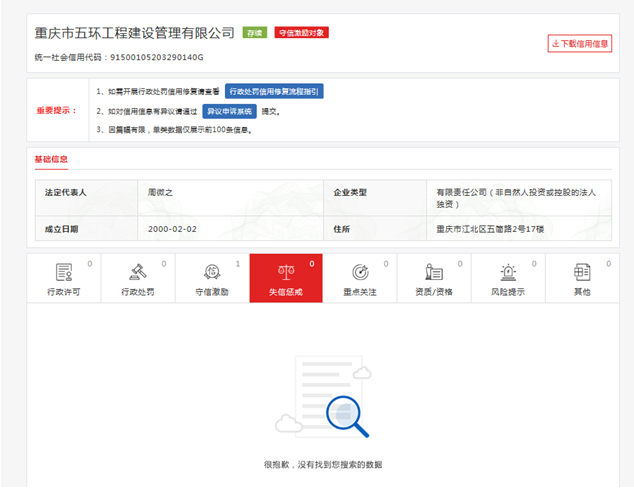 重庆市五环工程建设管理有限公司 存续 守信激励对象
统一社会信用代码：91500105203290140G
下载信用信息
重要提示：
1、如需开展行政处罚信用修复请查看 行政处罚信用修复流程指引
2、如对信用信息有异议请通过 异议申诉系统 提交。
3、因篇幅有限，单类数据仅展示前100条信息。
基础信息
法定代表人 周微之 企业类型 有限责任公司（非自然人投资或控股的法人
独资）
成立日期 2000-02-02 住所 重庆市江北区五简路2号17楼
0 0 1 0 0 0 0 0
行政许可 行政处罚 守信激励 失信惩戒 重点关注 资质/资格 风险提示 其他
很抱歉，没有找到您搜索的数据